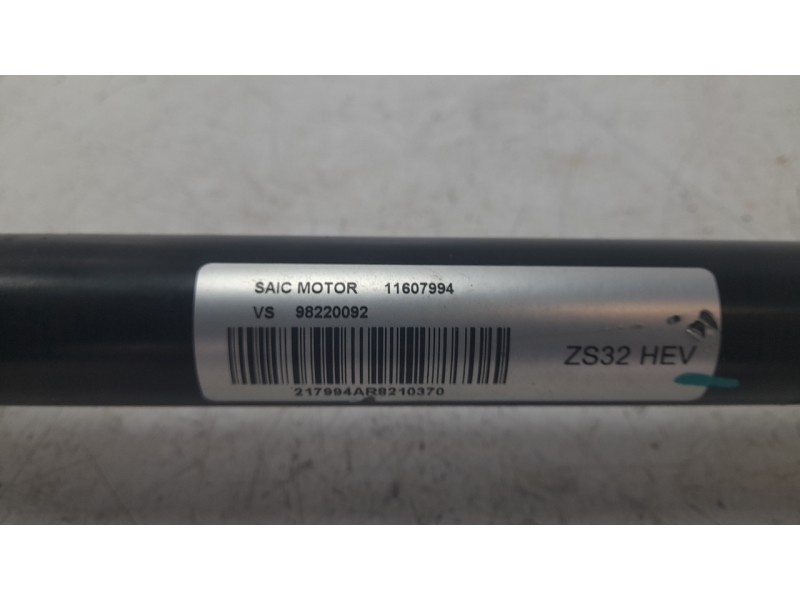 SAIC MOTOR 11607994
VS 98220092
217994AR8210370
ZS32 HEV